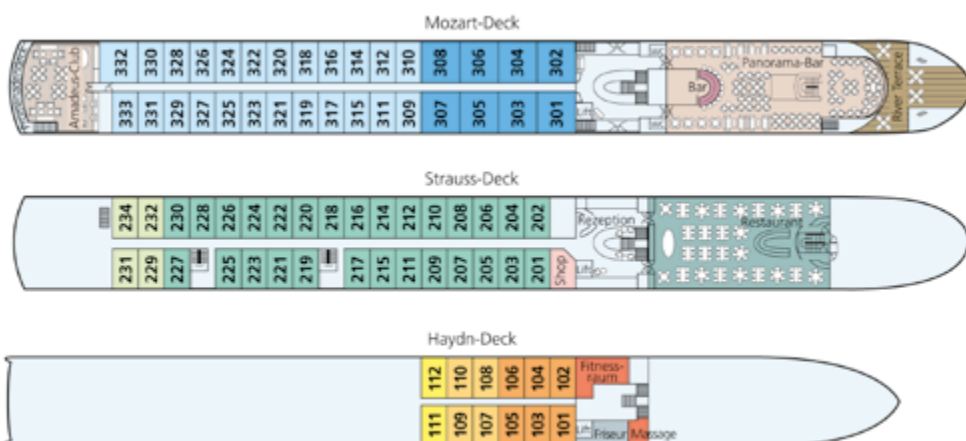 Mozart-Deck
332 330 328 326 324 322 320 318 316 314 312 310 308 306 304 302
Amadeus-Club
Bar
Panorama-Bar
River Terrace
333 331 329 327 325 323 321 319 317 315 311 309 307 305 303 301
Lift
Strauss-Deck
234 232 230 228 226 224 222 220 218 216 214 212 210 208 206 204 202
Rezeption
Restaurant
231 229 227 225 223 221 219 217 215 211 209 207 205 203 201
Shop
Lift
Haydn-Deck
112 110 108 106 104 102
Fitness-
raum
111 109 107 105 103 101
Lift
Friseur
Massage